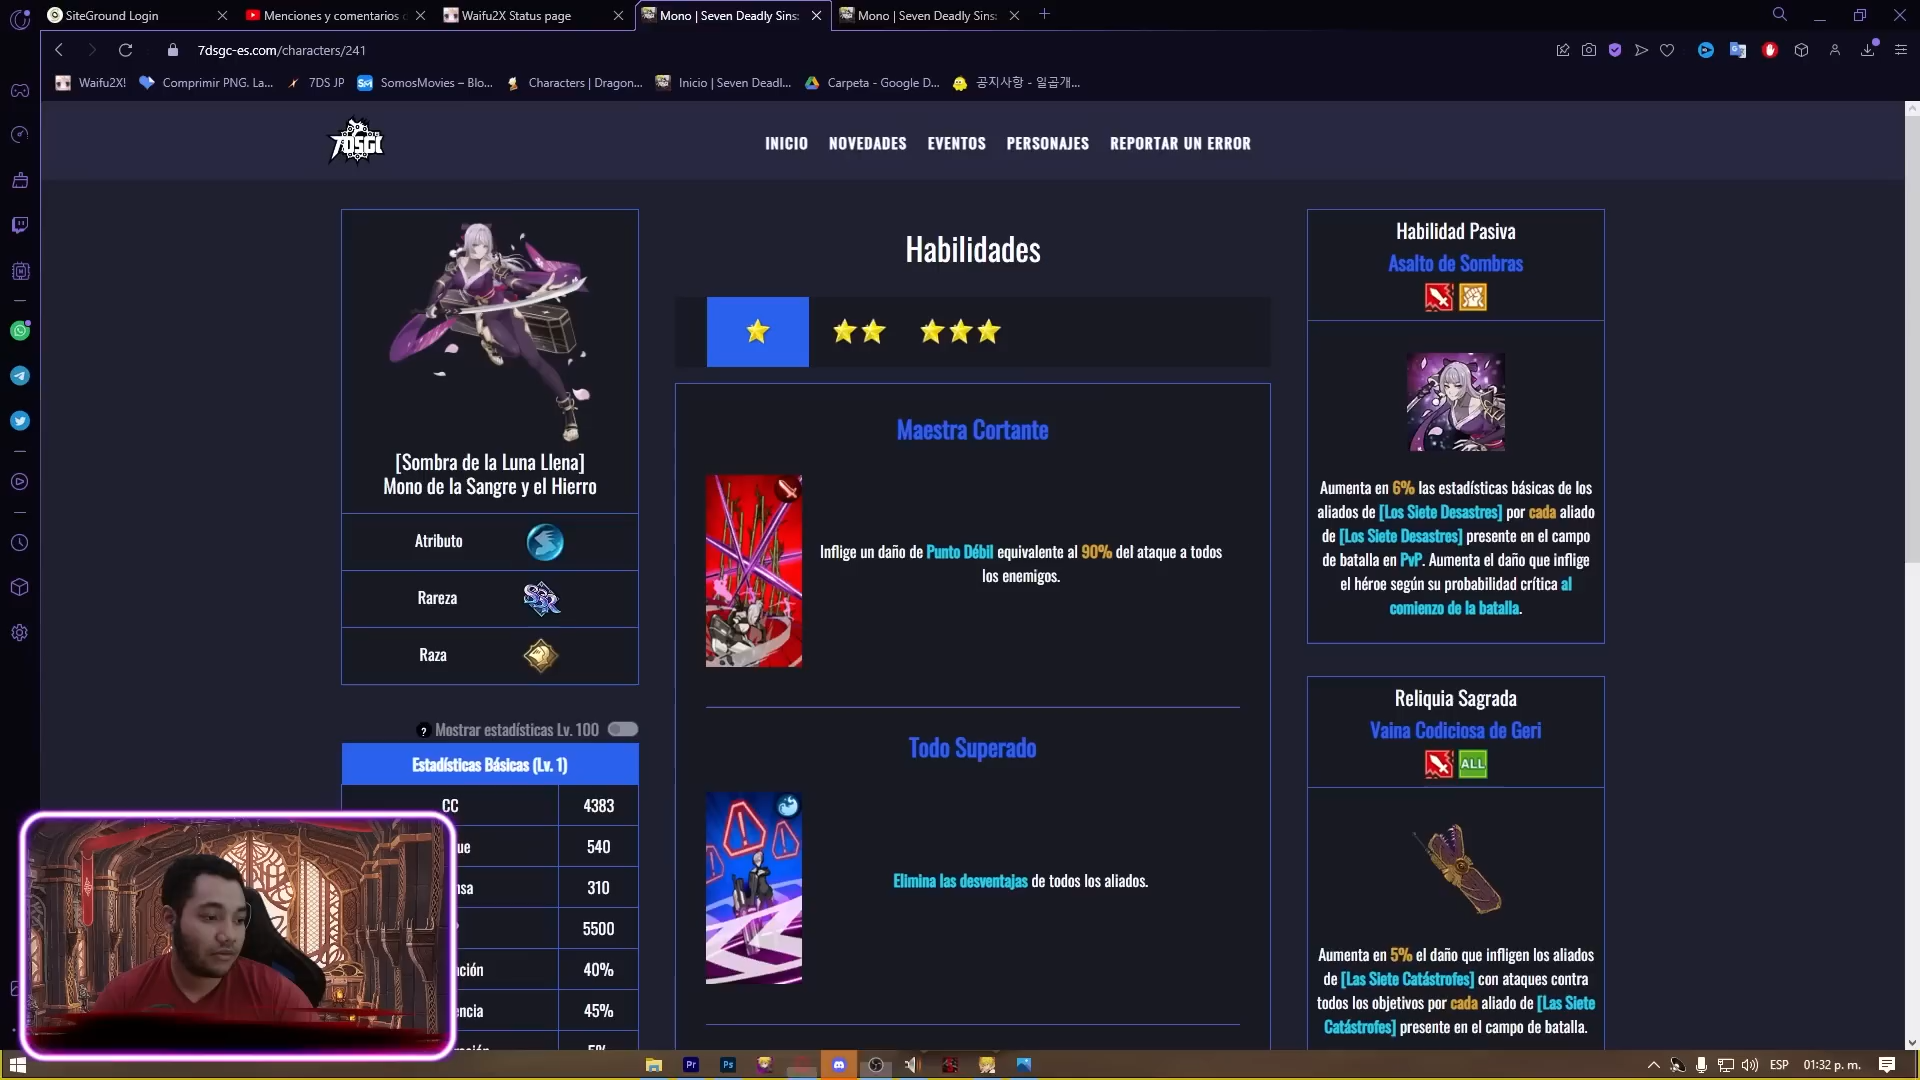 SiteGround Login
Menciones y comentarios
Waifu2X Status page
Mono | Seven Deadly Sins:
Mono | Seven Deadly Sins:
7dsgc-es.com/characters/241
Waifu2X!
Comprimir PNG. La...
7DS JP
SomosMovies – Blo...
Characters | Dragon...
Inicio | Seven Deadl...
Carpeta - Google D...
공지사항 - 일곱개...
7DSGC
INICIO
NOVEDADES
EVENTOS
PERSONAJES
REPORTAR UN ERROR
[Sombra de la Luna Llena]
Mono de la Sangre y el Hierro
Atributo
Rareza
SSR
Raza
? Mostrar estadísticas Lv. 100
Estadísticas Básicas (Lv. 1)
CC 4383
que 540
nsa 310
5500
nción 40%
encia 45%
5%
Habilidades
Maestra Cortante
Inflige un daño de Punto Débil equivalente al 90% del ataque a todos
los enemigos.
Todo Superado
Elimina las desventajas de todos los aliados.
Habilidad Pasiva
Asalto de Sombras
Aumenta en 6% las estadísticas básicas de los
aliados de [Los Siete Desastres] por cada aliado
de [Los Siete Desastres] presente en el campo
de batalla en PvP. Aumenta el daño que inflige
el héroe según su probabilidad crítica al
comienzo de la batalla.
Reliquia Sagrada
Vaina Codiciosa de Geri
ALL
Aumenta en 5% el daño que infligen los aliados
de [Las Siete Catástrofes] con ataques contra
todos los objetivos por cada aliado de [Las Siete
Catástrofes] presente en el campo de batalla.
Pr
Ps
ESP
01:32 p. m.